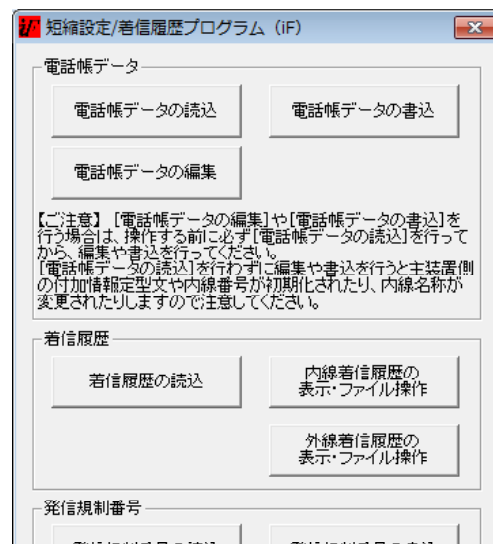 iF 短縮設定/着信履歴プログラム（iF）
電話帳データ
電話帳データの読込
電話帳データの書込
電話帳データの編集
【ご注意】 [電話帳データの編集]や[電話帳データの書込]を
行う場合は、操作する前に必ず[電話帳データの読込]を行って
から、編集や書込を行ってください。
[電話帳データの読込]を行わずに編集や書込を行うと主装置側
の付加情報定型文や内線番号が初期化されたり、内線名称が
変更されたりしますので注意してください。
着信履歴
着信履歴の読込
内線着信履歴の
表示・ファイル操作
外線着信履歴の
表示・ファイル操作
発信規制番号